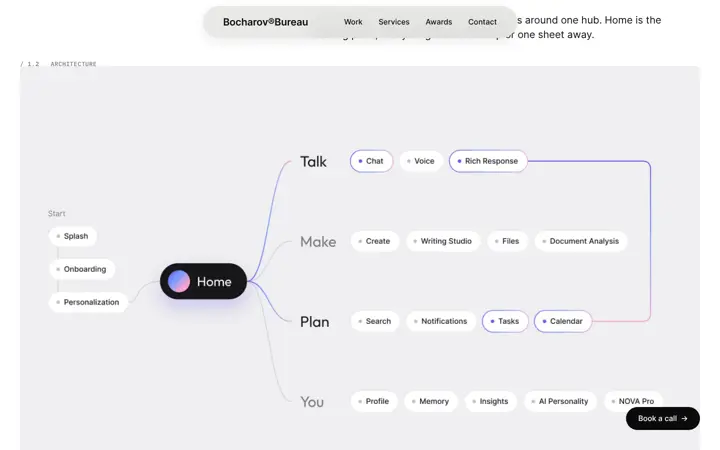 Bocharov®Bureau
Work
Services
Awards
Contact
around one hub. Home is the
or one sheet away.
/ 1.2 ARCHITECTURE
Talk
Chat
Voice
Rich Response
Start
Splash
Onboarding
Personalization
Home
Make
Create
Writing Studio
Files
Document Analysis
Plan
Search
Notifications
Tasks
Calendar
You
Profile
Memory
Insights
AI Personality
NOVA Pro
Book a call →